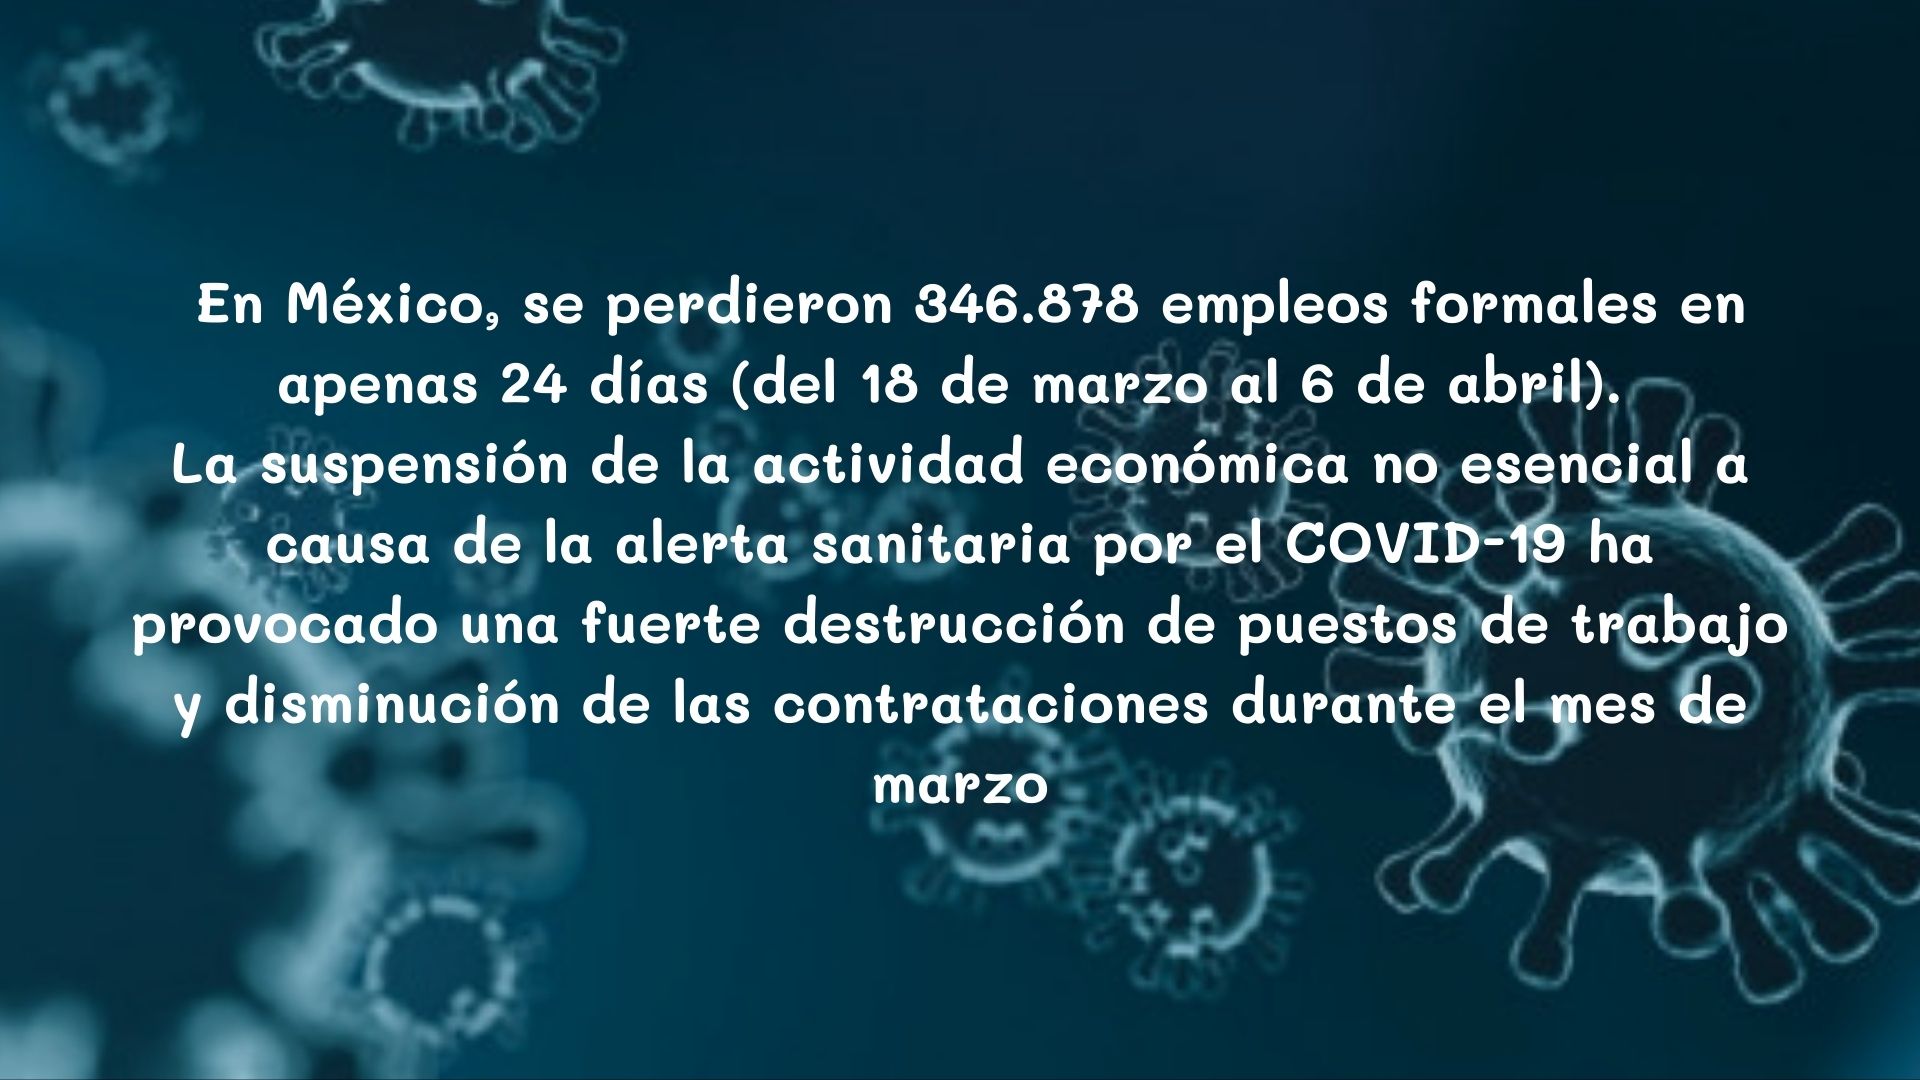 En México, se perdieron 346.878 empleos formales en
apenas 24 días (del 18 de marzo al 6 de abril).
La suspensión de la actividad económica no esencial a
causa de la alerta sanitaria por el COVID-19 ha
provocado una fuerte destrucción de puestos de trabajo
y disminución de las contrataciones durante el mes de
marzo